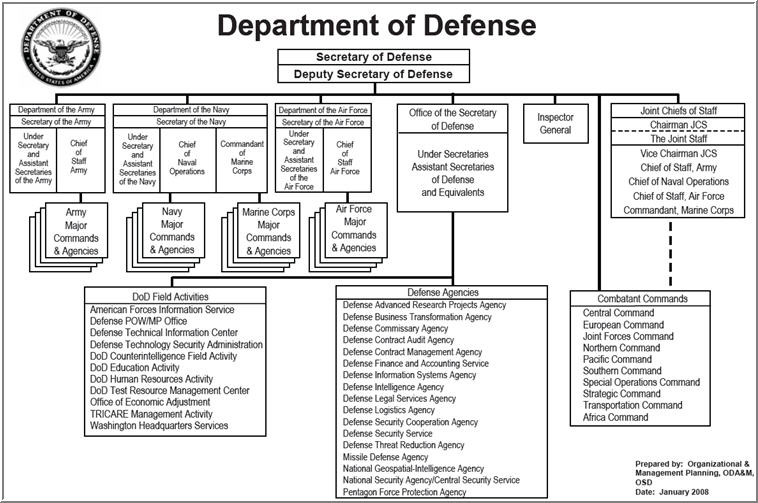 Department of Defense
DEPARTMENT OF DEFENSE
UNITED STATES OF AMERICA
Secretary of Defense
Deputy Secretary of Defense
Department of the Army
Secretary of the Army
Under
Secretary
and
Assistant
Secretaries
of the Army
Chief
of
Staff
Army
Army
Major
Commands
& Agencies
Department of the Navy
Secretary of the Navy
Under
Secretary
and
Assistant
Secretaries
of the Navy
Chief
of
Naval
Operations
Commandant
of
Marine
Corps
Navy
Major
Commands
& Agencies
Marine Corps
Major
Commands
& Agencies
Department of the Air Force
Secretary of the Air Force
Under
Secretary
and
Assistant
Secretaries
of the
Air Force
Chief
of
Staff
Air Force
Air Force
Major
Commands
& Agencies
Office of the Secretary
of Defense
Under Secretaries
Assistant Secretaries
of Defense
and Equivalents
Inspector
General
Joint Chiefs of Staff
Chairman JCS
The Joint Staff
Vice Chairman JCS
Chief of Staff, Army
Chief of Naval Operations
Chief of Staff, Air Force
Commandant, Marine Corps
DoD Field Activities
American Forces Information Service
Defense POW/MP Office
Defense Technical Information Center
Defense Technology Security Administration
DoD Counterintelligence Field Activity
DoD Education Activity
DoD Human Resources Activity
DoD Test Resource Management Center
Office of Economic Adjustment
TRICARE Management Activity
Washington Headquarters Services
Defense Agencies
Defense Advanced Research Projects Agency
Defense Business Transformation Agency
Defense Commissary Agency
Defense Contract Audit Agency
Defense Contract Management Agency
Defense Finance and Accounting Service
Defense Information Systems Agency
Defense Intelligence Agency
Defense Legal Services Agency
Defense Logistics Agency
Defense Security Cooperation Agency
Defense Security Service
Defense Threat Reduction Agency
Missile Defense Agency
National Geospatial-Intelligence Agency
National Security Agency/Central Security Service
Pentagon Force Protection Agency
Combatant Commands
Central Command
European Command
Joint Forces Command
Northern Command
Pacific Command
Southern Command
Special Operations Command
Strategic Command
Transportation Command
Africa Command
Prepared by: Organizational &
Management Planning, ODA&M,
OSD
Date: January 2008